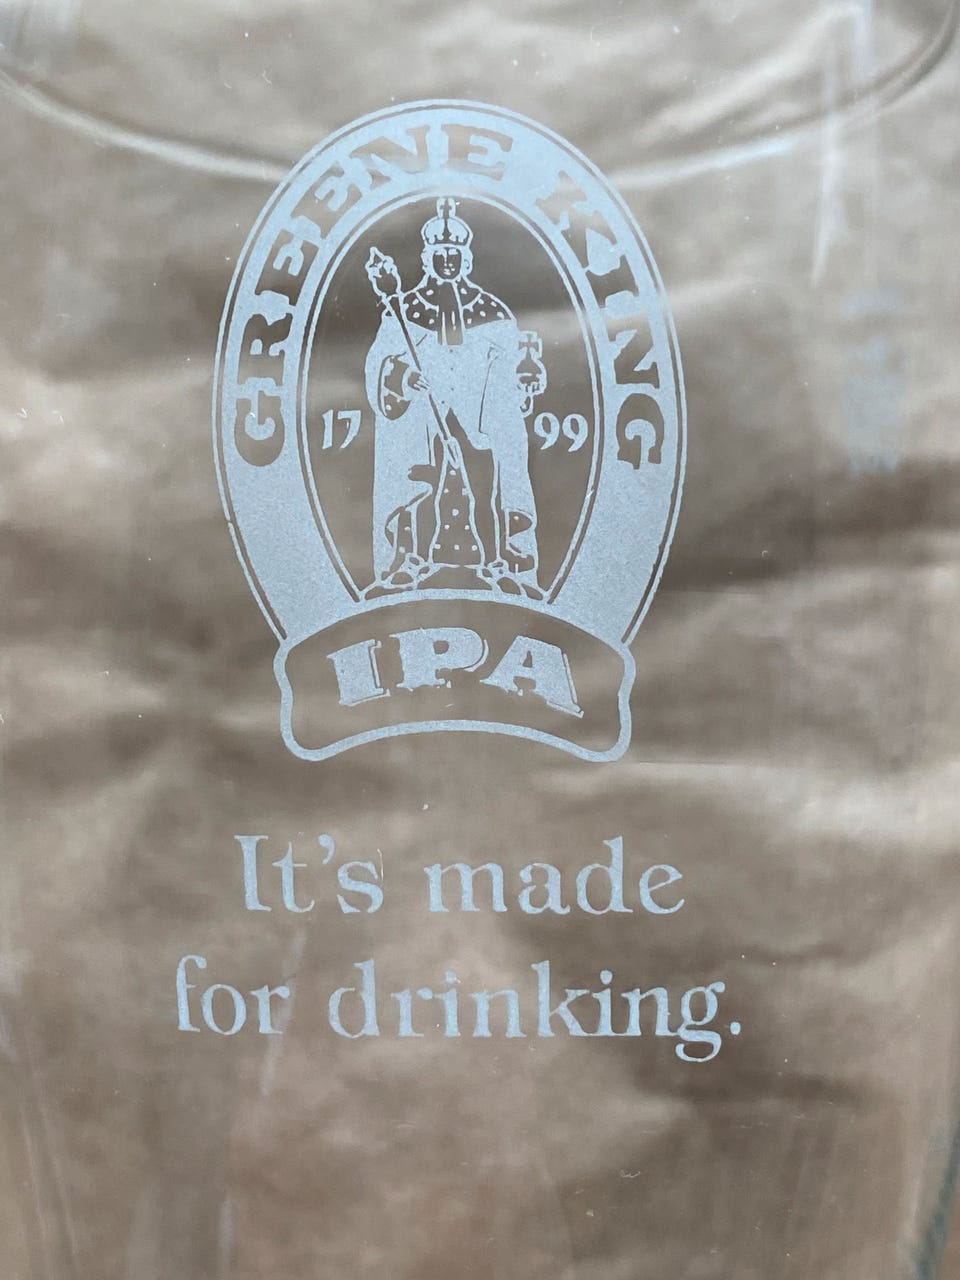 GREENE KING
17 99
IPA
It's made
for drinking.